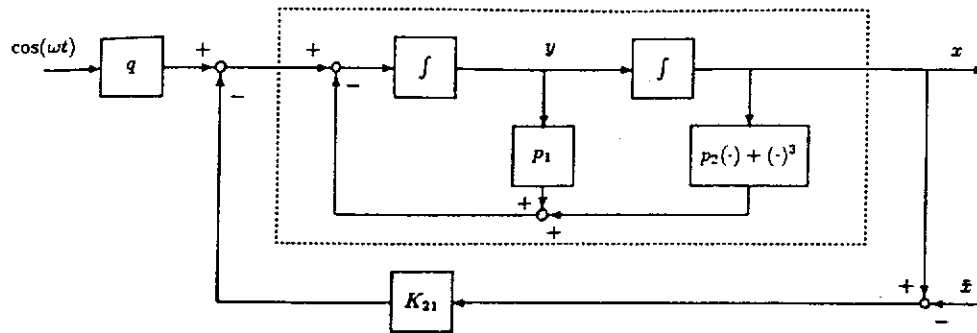 cos(ωt)
q
+
−
+
−
∫
y
∫
x
p₁
p₂(·) + (·)³
+
+
K₂₁
+
−
x̄